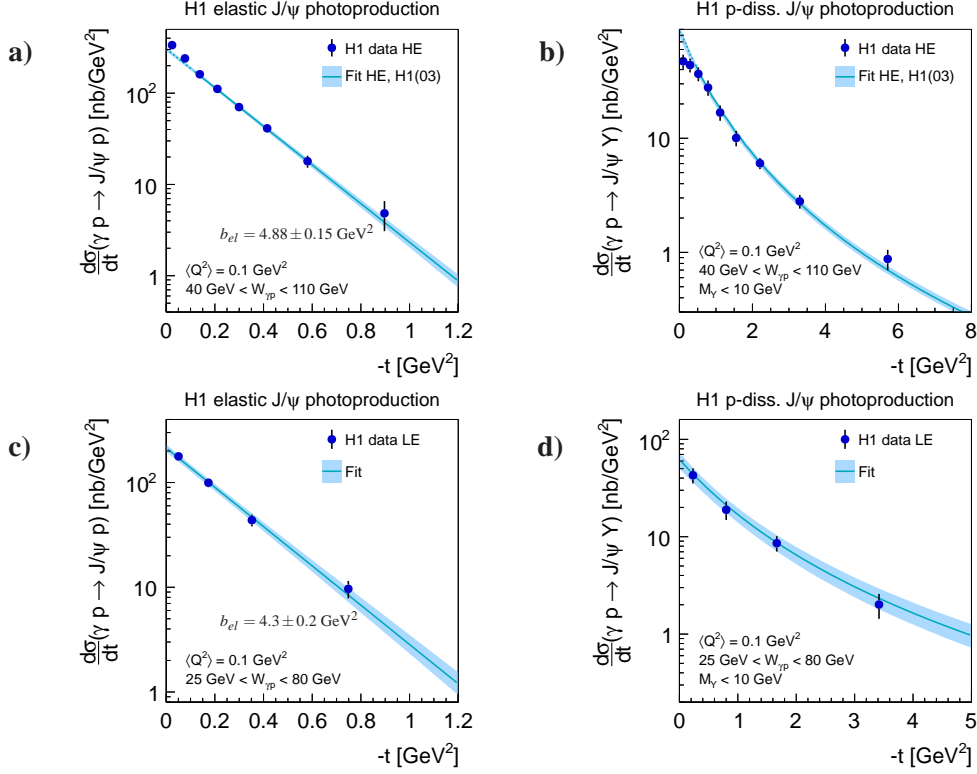 a)
H1 elastic J/ψ photoproduction
dσ/dt(γ p → J/ψ p) [nb/GeV²]
H1 data HE
Fit HE, H1(03)
10²
10
1
b_el = 4.88 ± 0.15 GeV²
⟨Q²⟩ = 0.1 GeV²
40 GeV < W_γp < 110 GeV
0 0.2 0.4 0.6 0.8 1 1.2
-t [GeV²]
b)
H1 p-diss. J/ψ photoproduction
dσ/dt(γ p → J/ψ Y) [nb/GeV²]
H1 data HE
Fit HE, H1(03)
10
1
⟨Q²⟩ = 0.1 GeV²
40 GeV < W_γp < 110 GeV
M_Y < 10 GeV
0 2 4 6 8
-t [GeV²]
c)
H1 elastic J/ψ photoproduction
dσ/dt(γ p → J/ψ p) [nb/GeV²]
H1 data LE
Fit
10²
10
1
b_el = 4.3 ± 0.2 GeV²
⟨Q²⟩ = 0.1 GeV²
25 GeV < W_γp < 80 GeV
0 0.2 0.4 0.6 0.8 1 1.2
-t [GeV²]
d)
H1 p-diss. J/ψ photoproduction
dσ/dt(γ p → J/ψ Y) [nb/GeV²]
H1 data LE
Fit
10²
10
1
⟨Q²⟩ = 0.1 GeV²
25 GeV < W_γp < 80 GeV
M_Y < 10 GeV
0 1 2 3 4 5
-t [GeV²]